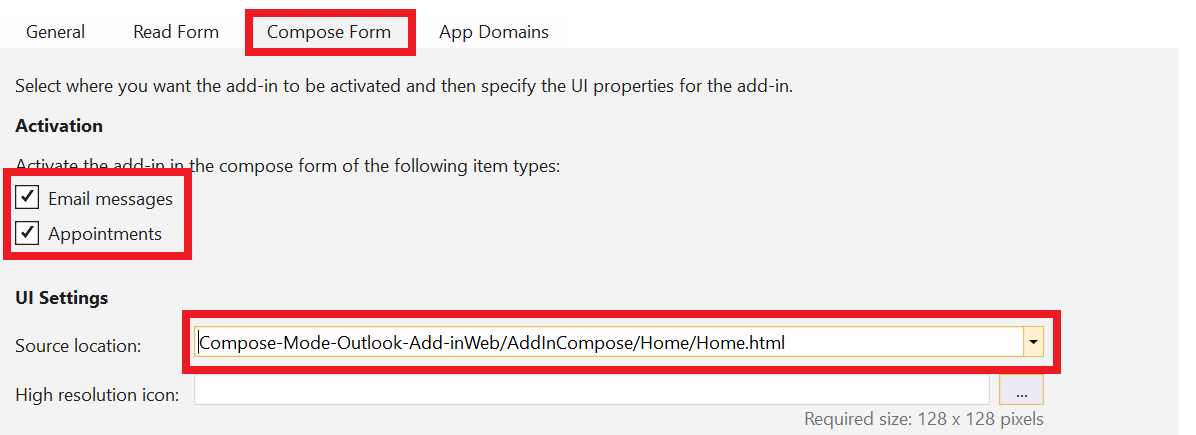 General Read Form Compose Form App Domains
Select where you want the add-in to be activated and then specify the UI properties for the add-in.
Activation
Activate the add-in in the compose form of the following item types:
Email messages
Appointments
UI Settings
Source location: Compose-Mode-Outlook-Add-inWeb/AddInCompose/Home/Home.html
High resolution icon: ...
Required size: 128 x 128 pixels